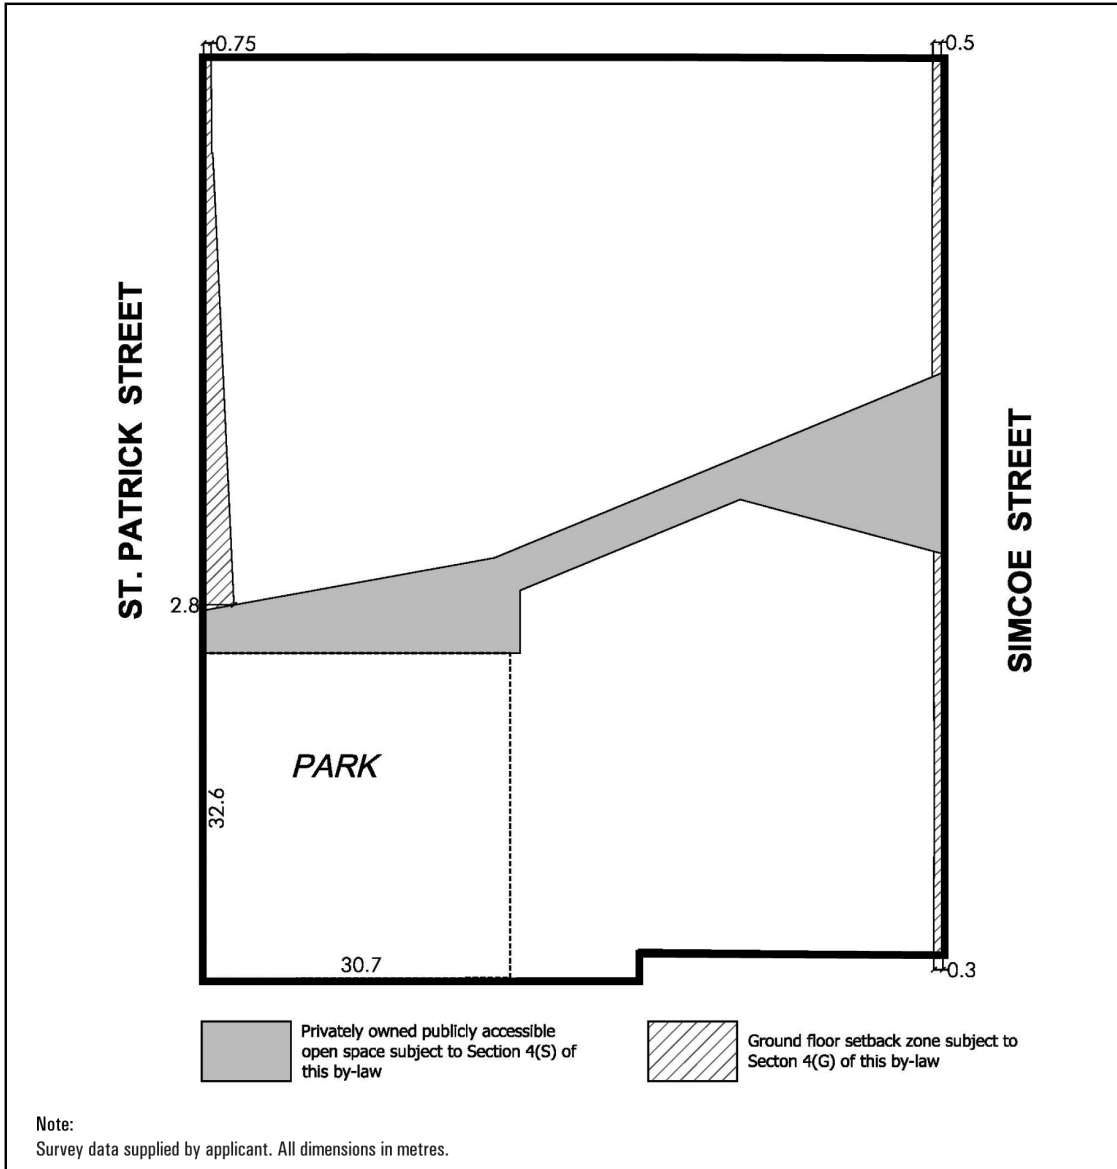 0.75
0.5
ST. PATRICK STREET
SIMCOE STREET
2.8
PARK
32.6
30.7
0.3
Privately owned publicly accessible
open space subject to Section 4(S) of
this by-law
Ground floor setback zone subject to
Secton 4(G) of this by-law
Note:
Survey data supplied by applicant. All dimensions in metres.